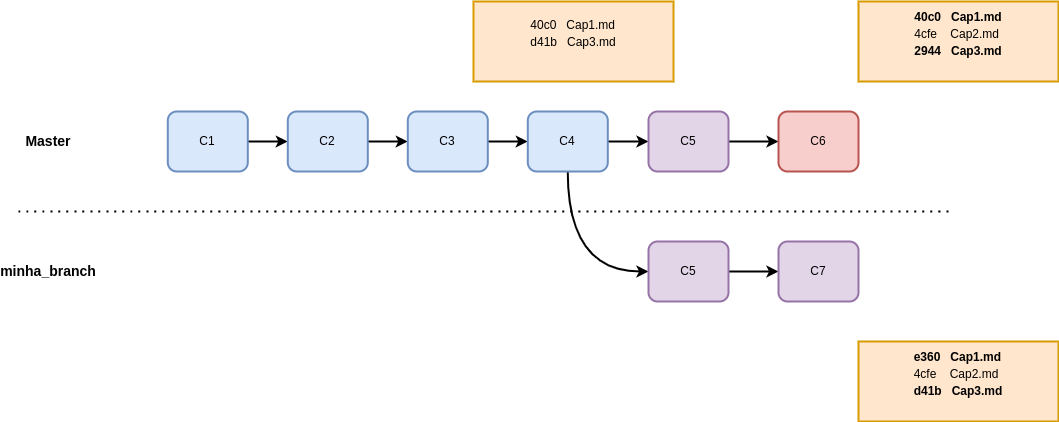 40c0 Cap1.md
d41b Cap3.md
40c0 Cap1.md
4cfe Cap2.md
2944 Cap3.md
Master
C1
C2
C3
C4
C5
C6
minha_branch
C5
C7
e360 Cap1.md
4cfe Cap2.md
d41b Cap3.md